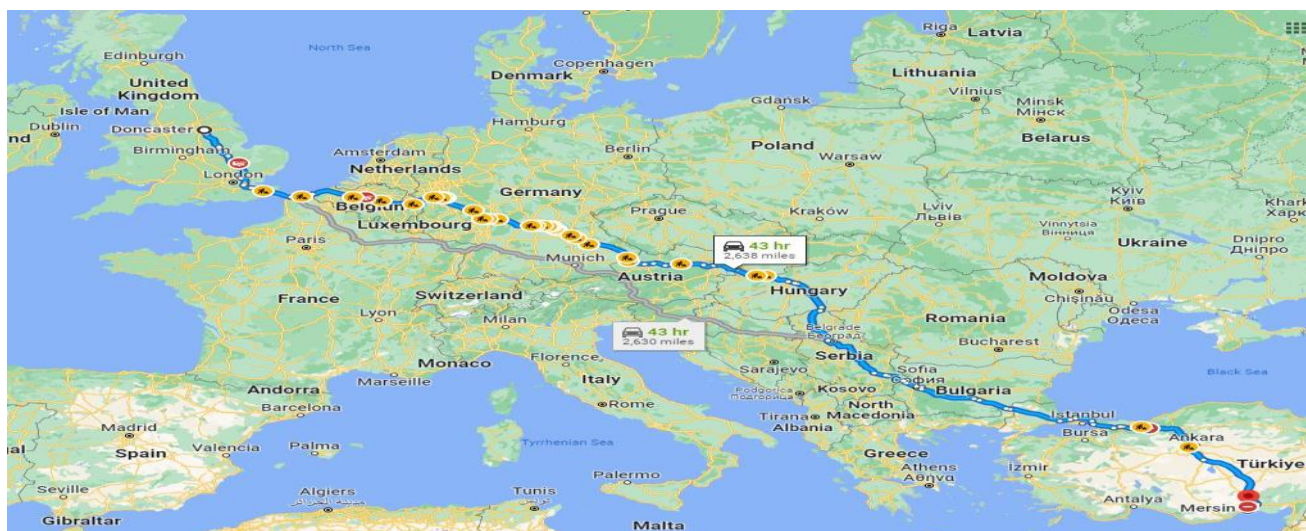 Riga
Latvia
North Sea
Edinburgh
Denmark
Copenhagen
Lithuania
United
Kingdom
Vilnius
Isle of Man
Gdańsk
Minsk
Мінск
Dublin
Doncaster
Hamburg
Belarus
Birmingham
Amsterdam
Netherlands
Berlin
Poland
Warsaw
London
Germany
Belgium
Kyiv
Київ
Khark
Харк
Luxembourg
Prague
Kraków
Lviv
Львів
Vinnytsia
Вінниця
Ukraine
Dnipro
Дніпро
Paris
43 hr
2,638 miles
Munich
Austria
Moldova
Chișinău
Hungary
France
Switzerland
Odesa
Одеса
Lyon
Milan
43 hr
2,630 miles
Belgrade
Београд
Romania
Bucharest
Monaco
Florence
Serbia
Marseille
Sarajevo
Sofia
София
Black Sea
Andorra
Italy
Podgorica
Подгорица
Kosovo
Bulgaria
Barcelona
Rome
North
Macedonia
Tirana
Albania
Istanbul
Madrid
Bursa
Ankara
Spain
Valencia
Palma
Tyrrhenian Sea
Greece
Türkiye
Athens
Αθήνα
İzmir
Seville
Palermo
Antalya
Mersin
Algiers
Tunis
تونس
Gibraltar
Malta